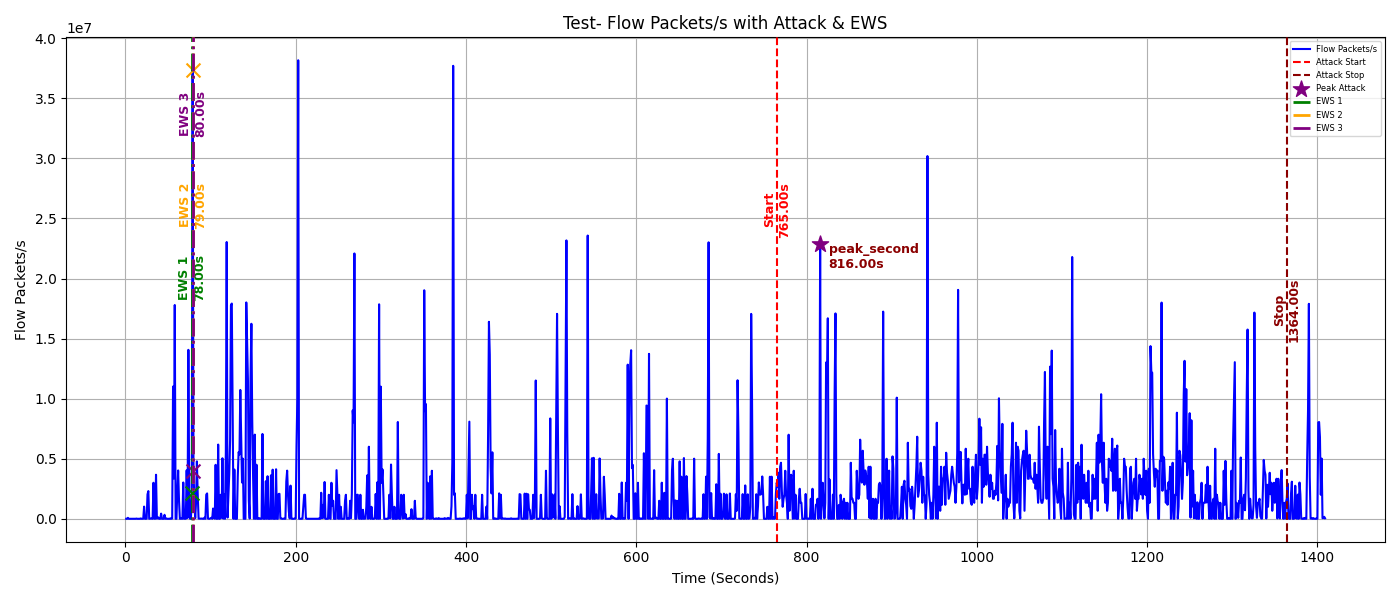 Test- Flow Packets/s with Attack & EWS
1e7
4.0
3.5
3.0
2.5
2.0
1.5
1.0
0.5
0.0
Flow Packets/s
EWS 3
80.00s
EWS 2
79.00s
EWS 1
78.00s
Start
765.00s
peak_second
816.00s
Stop
1364.00s
Flow Packets/s
Attack Start
Attack Stop
Peak Attack
EWS 1
EWS 2
EWS 3
0
200
400
600
800
1000
1200
1400
Time (Seconds)